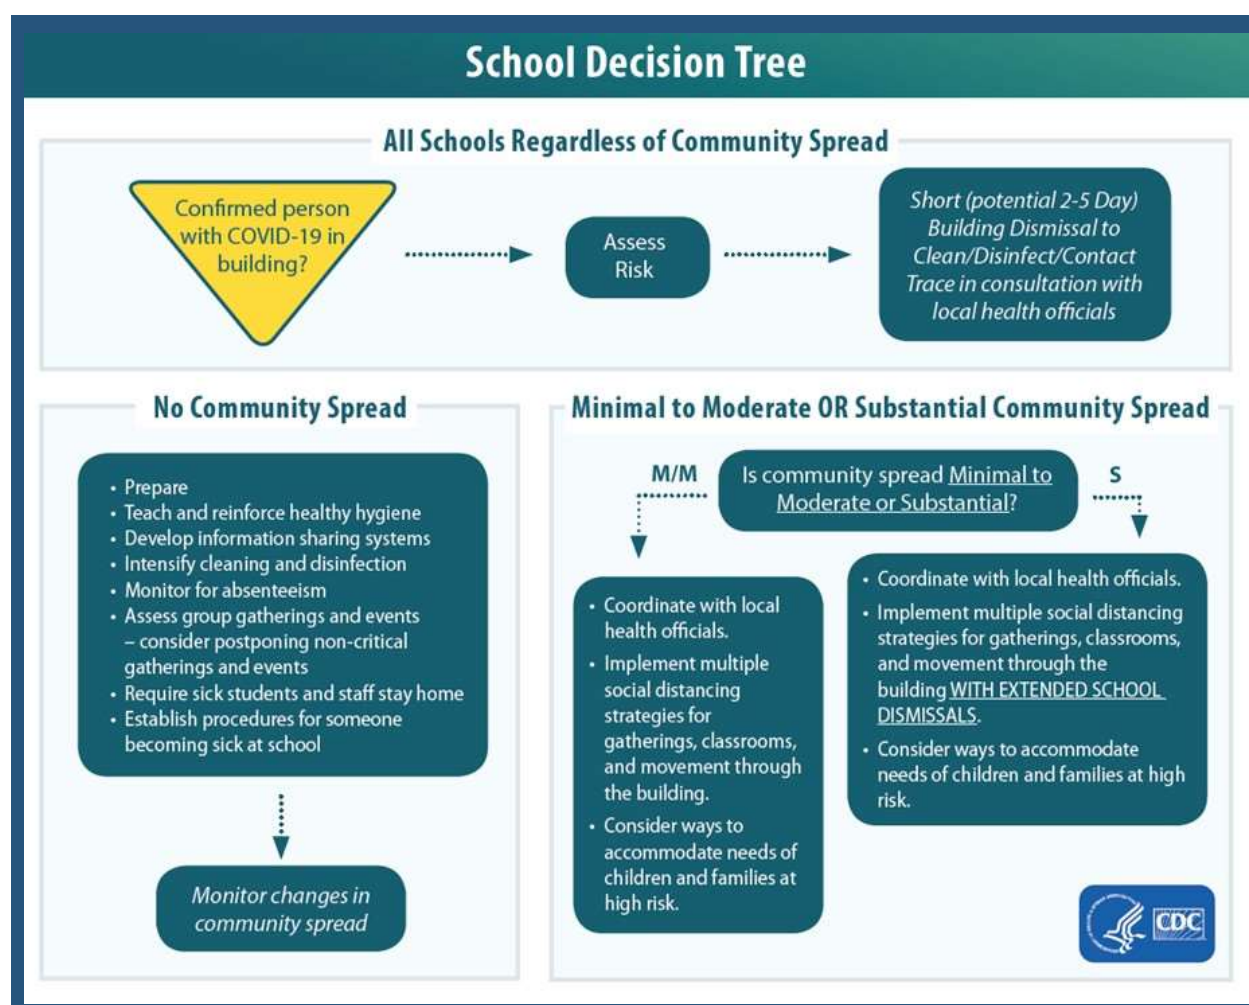 School Decision Tree
All Schools Regardless of Community Spread
Confirmed person
with COVID-19 in
building?
Assess
Risk
Short (potential 2-5 Day)
Building Dismissal to
Clean/Disinfect/Contact
Trace in consultation with
local health officials
No Community Spread
• Prepare
• Teach and reinforce healthy hygiene
• Develop information sharing systems
• Intensify cleaning and disinfection
• Monitor for absenteeism
• Assess group gatherings and events
– consider postponing non-critical
gatherings and events
• Require sick students and staff stay home
• Establish procedures for someone
becoming sick at school
Monitor changes in
community spread
Minimal to Moderate OR Substantial Community Spread
Is community spread Minimal to
Moderate or Substantial?
M/M
• Coordinate with local
health officials.
• Implement multiple
social distancing
strategies for
gatherings, classrooms,
and movement through
the building.
• Consider ways to
accommodate needs of
children and families at
high risk.
S
• Coordinate with local health officials.
• Implement multiple social distancing
strategies for gatherings, classrooms,
and movement through the
building WITH EXTENDED SCHOOL
DISMISSALS.
• Consider ways to accommodate
needs of children and families at high
risk.
CDC